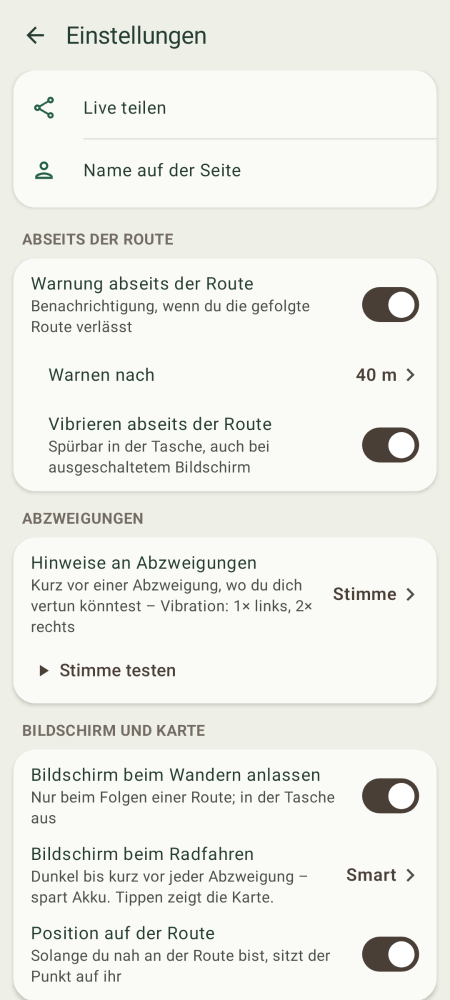 Einstellungen
Live teilen
Name auf der Seite
ABSEITS DER ROUTE
Warnung abseits der Route
Benachrichtigung, wenn du die gefolgte
Route verlässt
Warnen nach
40 m
Vibrieren abseits der Route
Spürbar in der Tasche, auch bei
ausgeschaltetem Bildschirm
ABZWEIGUNGEN
Hinweise an Abzweigungen
Kurz vor einer Abzweigung, wo du dich
vertun könntest – Vibration: 1× links, 2×
rechts
Stimme
Stimme testen
BILDSCHIRM UND KARTE
Bildschirm beim Wandern anlassen
Nur beim Folgen einer Route; in der Tasche
aus
Bildschirm beim Radfahren
Dunkel bis kurz vor jeder Abzweigung –
spart Akku. Tippen zeigt die Karte.
Smart
Position auf der Route
Solange du nah an der Route bist, sitzt der
Punkt auf ihr